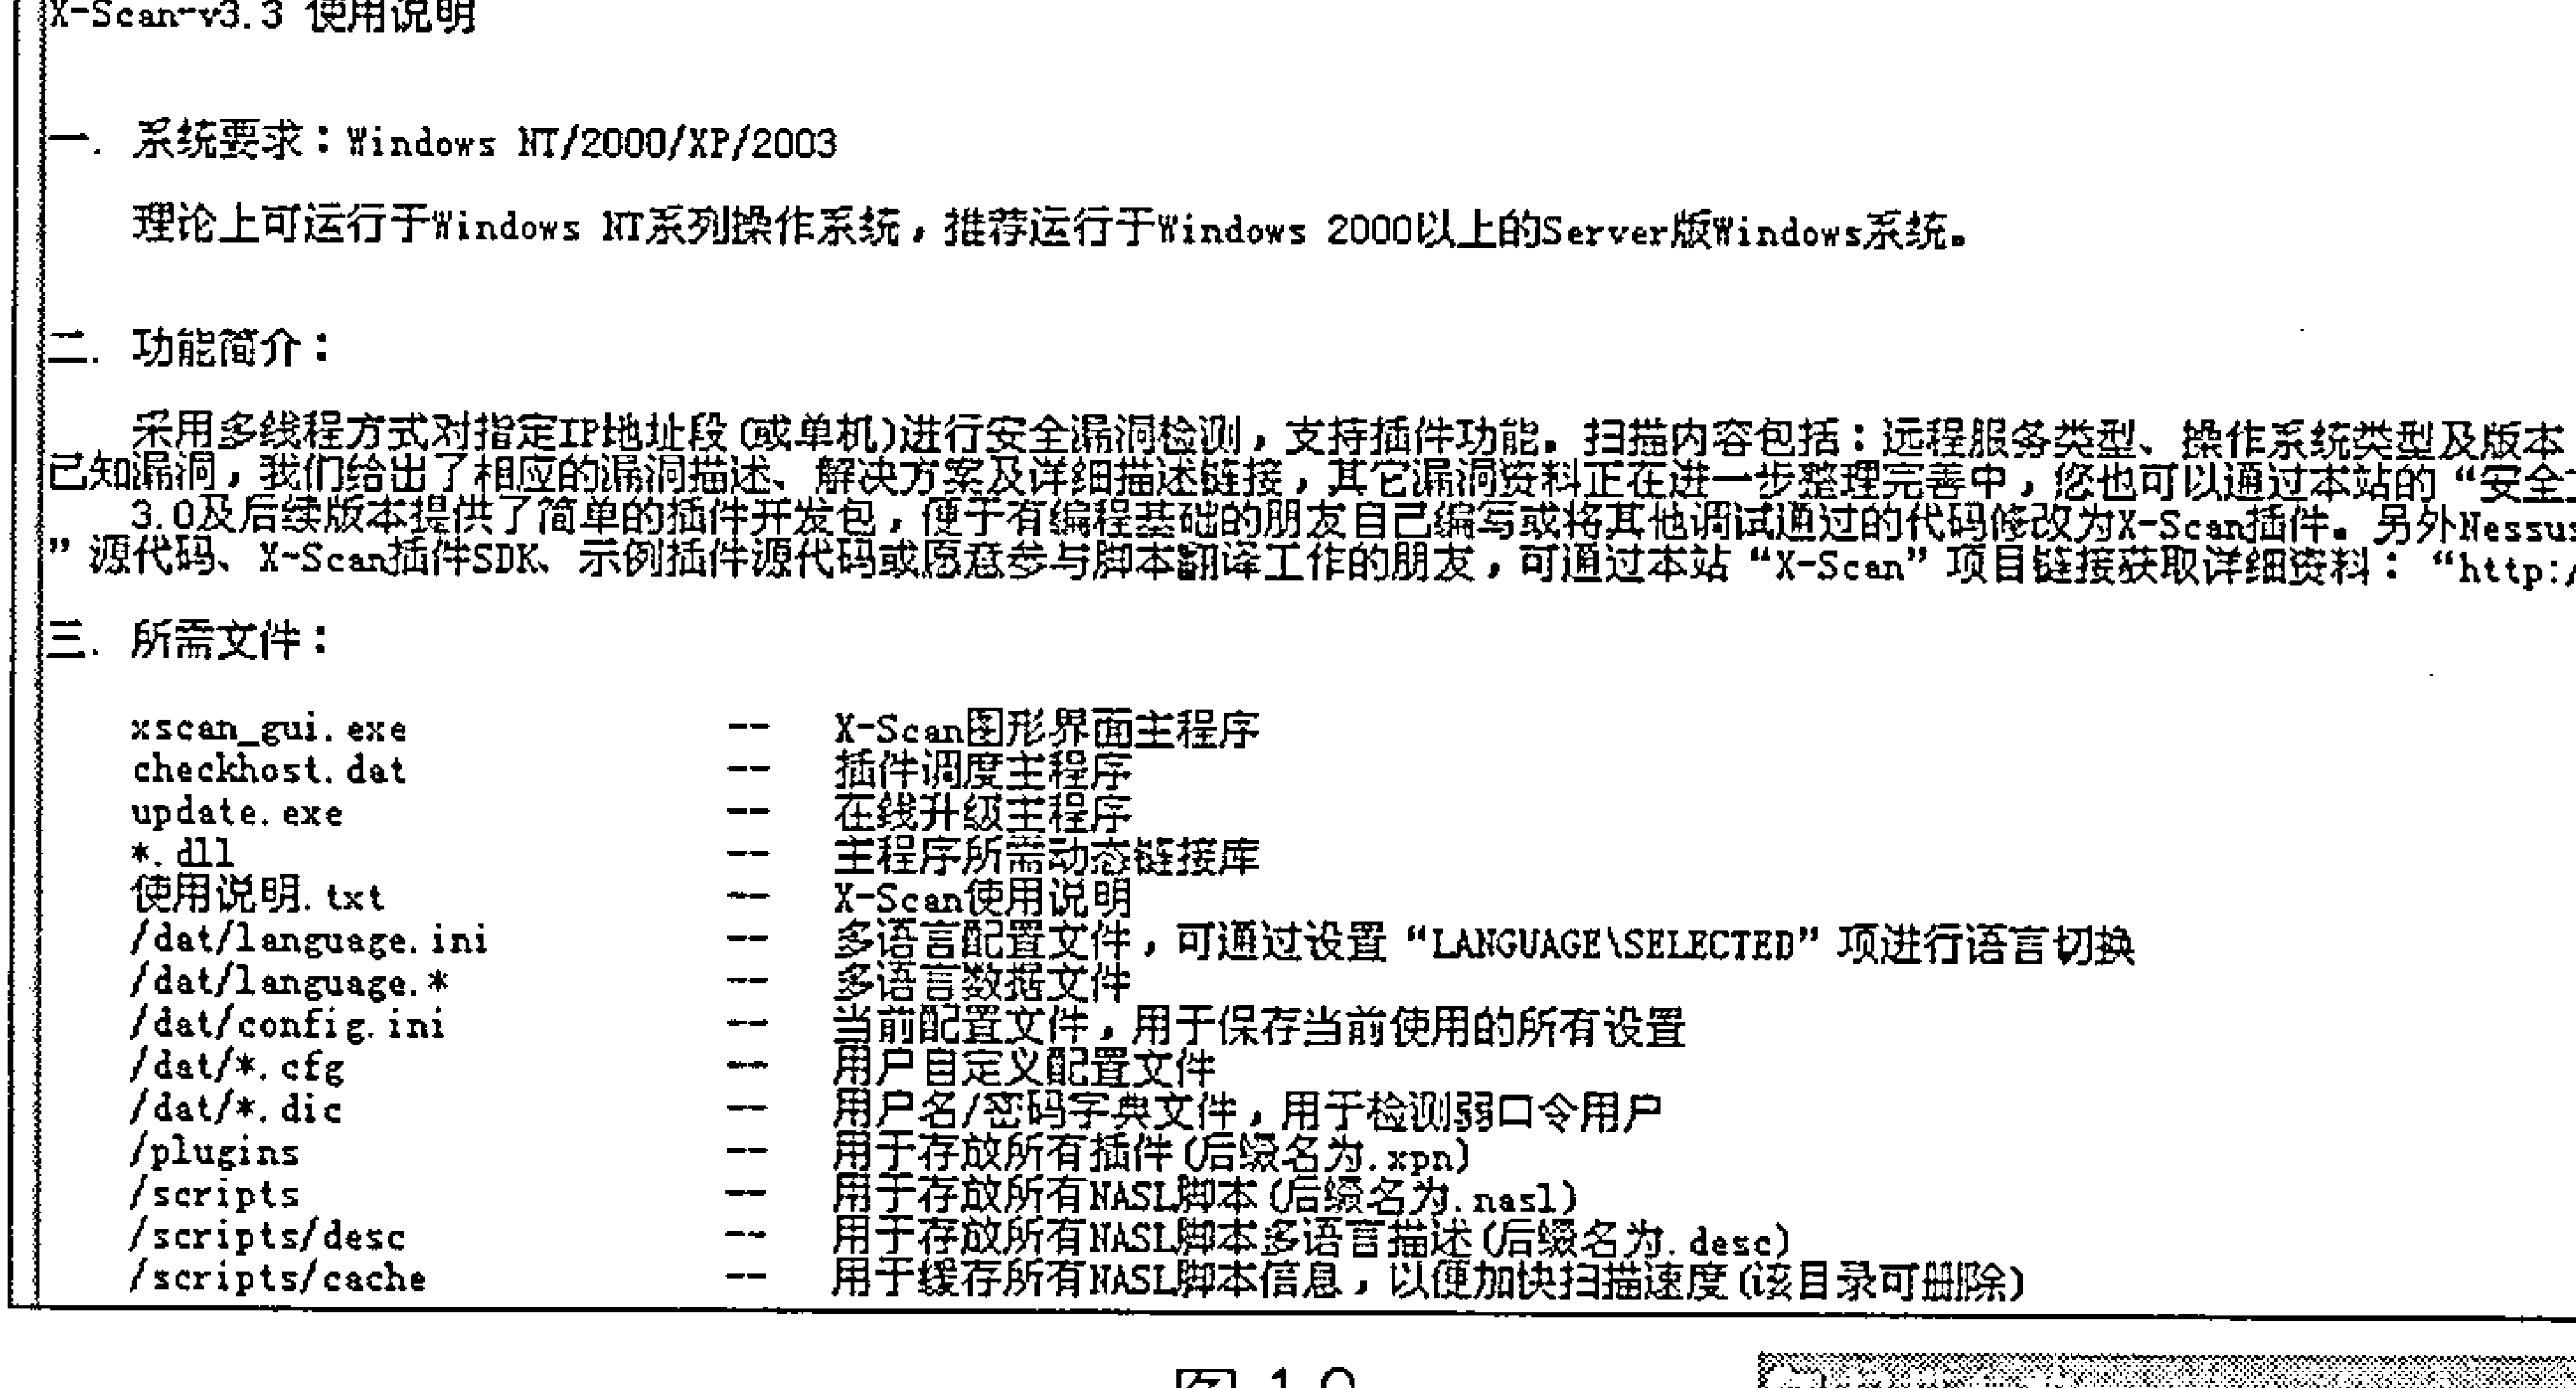 X-Scan-v3.3 使用说明
一. 系统要求：Windows NT/2000/XP/2003
理论上可运行于Windows NT系列操作系统，推荐运行于Windows 2000以上的Server版Windows系统。
二. 功能简介：
采用多线程方式对指定IP地址段(或单机)进行安全漏洞检测，支持插件功能。扫描内容包括：远程服务类型、操作系统类型及版本
已知漏洞，我们给出了相应的漏洞描述、解决方案及详细描述链接，其它漏洞资料正在进一步整理完善中，您也可以通过本站的“安全
3.0及后续版本提供了简单的插件开发包，便于有编程基础的朋友自己编写或将其他调试通过的代码修改为X-Scan插件。另外Nessus
”源代码、X-Scan插件SDK、示例插件源代码或愿意参与脚本翻译工作的朋友，可通过本站“X-Scan”项目链接获取详细资料：“http:/
三. 所需文件：
xscan_gui.exe -- X-Scan图形界面主程序
checkhost.dat -- 插件调度主程序
update.exe -- 在线升级主程序
*.dll -- 主程序所需动态链接库
使用说明.txt -- X-Scan使用说明
/dat/language.ini -- 多语言配置文件，可通过设置“LANGUAGE\SELECTED”项进行语言切换
/dat/language.* -- 多语言数据文件
/dat/config.ini -- 当前配置文件，用于保存当前使用的所有设置
/dat/*.cfg -- 用户自定义配置文件
/dat/*.dic -- 用户名/密码字典文件，用于检测弱口令用户
/plugins -- 用于存放所有插件(后缀名为.xpn)
/scripts -- 用于存放所有NASL脚本(后缀名为.nasl)
/scripts/desc -- 用于存放所有NASL脚本多语言描述(后缀名为.desc)
/scripts/cache -- 用于缓存所有NASL脚本信息，以便加快扫描速度(该目录可删除)